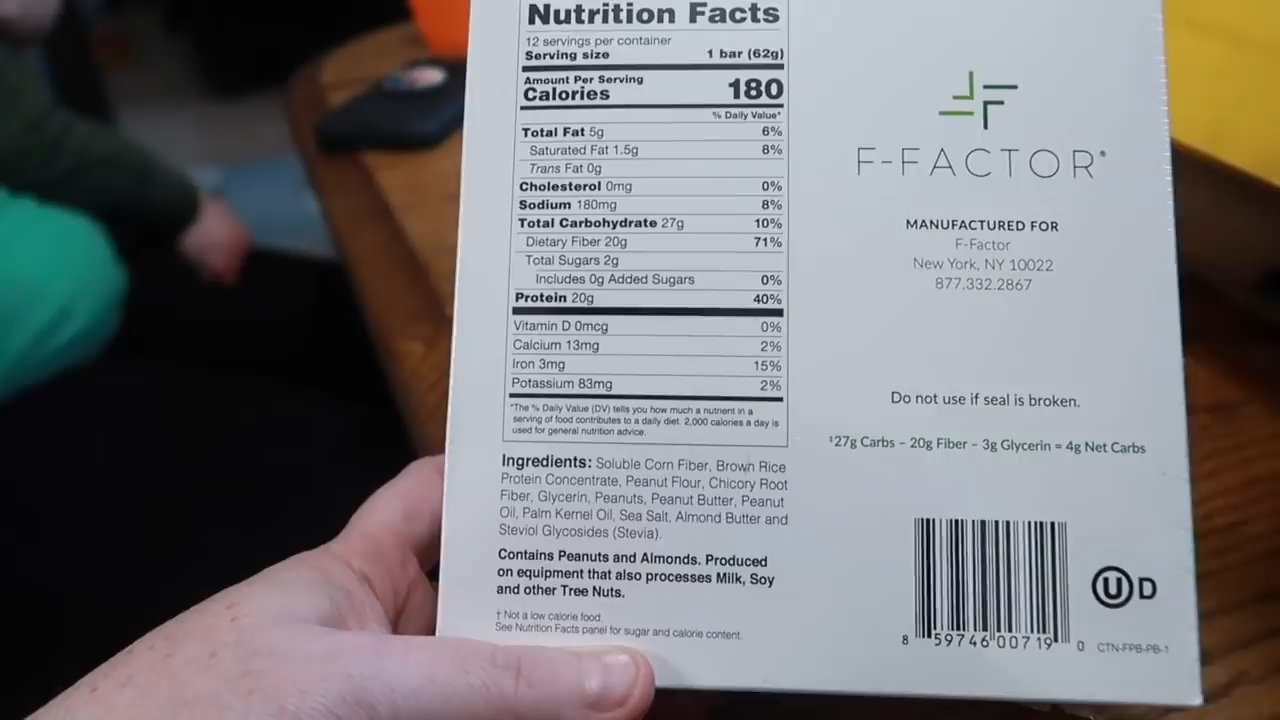 Nutrition Facts
12 servings per container
Serving size 1 bar (62g)
Amount Per Serving
Calories 180
% Daily Value*
Total Fat 5g 6%
Saturated Fat 1.5g 8%
Trans Fat 0g
Cholesterol 0mg 0%
Sodium 180mg 8%
Total Carbohydrate 27g 10%
Dietary Fiber 20g 71%
Total Sugars 2g
Includes 0g Added Sugars 0%
Protein 20g 40%
Vitamin D 0mcg 0%
Calcium 13mg 2%
Iron 3mg 15%
Potassium 83mg 2%
*The % Daily Value (DV) tells you how much a nutrient in a
serving of food contributes to a daily diet. 2,000 calories a day is
used for general nutrition advice.
Ingredients: Soluble Corn Fiber, Brown Rice
Protein Concentrate, Peanut Flour, Chicory Root
Fiber, Glycerin, Peanuts, Peanut Butter, Peanut
Oil, Palm Kernel Oil, Sea Salt, Almond Butter and
Steviol Glycosides (Stevia).
Contains Peanuts and Almonds. Produced
on equipment that also processes Milk, Soy
and other Tree Nuts.
† Not a low calorie food.
See Nutrition Facts panel for sugar and calorie content.
F-FACTOR®
MANUFACTURED FOR
F-Factor
New York, NY 10022
877.332.2867
Do not use if seal is broken.
‡27g Carbs – 20g Fiber – 3g Glycerin = 4g Net Carbs
8 59746 00719 0
U D
CTN-FPB-PB-1